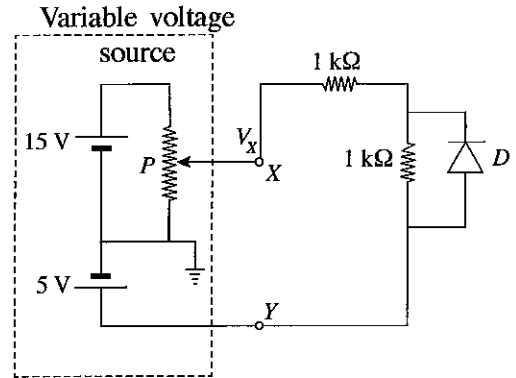 Variable voltage
source
1 kΩ
15 V
P
V_X
X
1 kΩ
D
5 V
Y